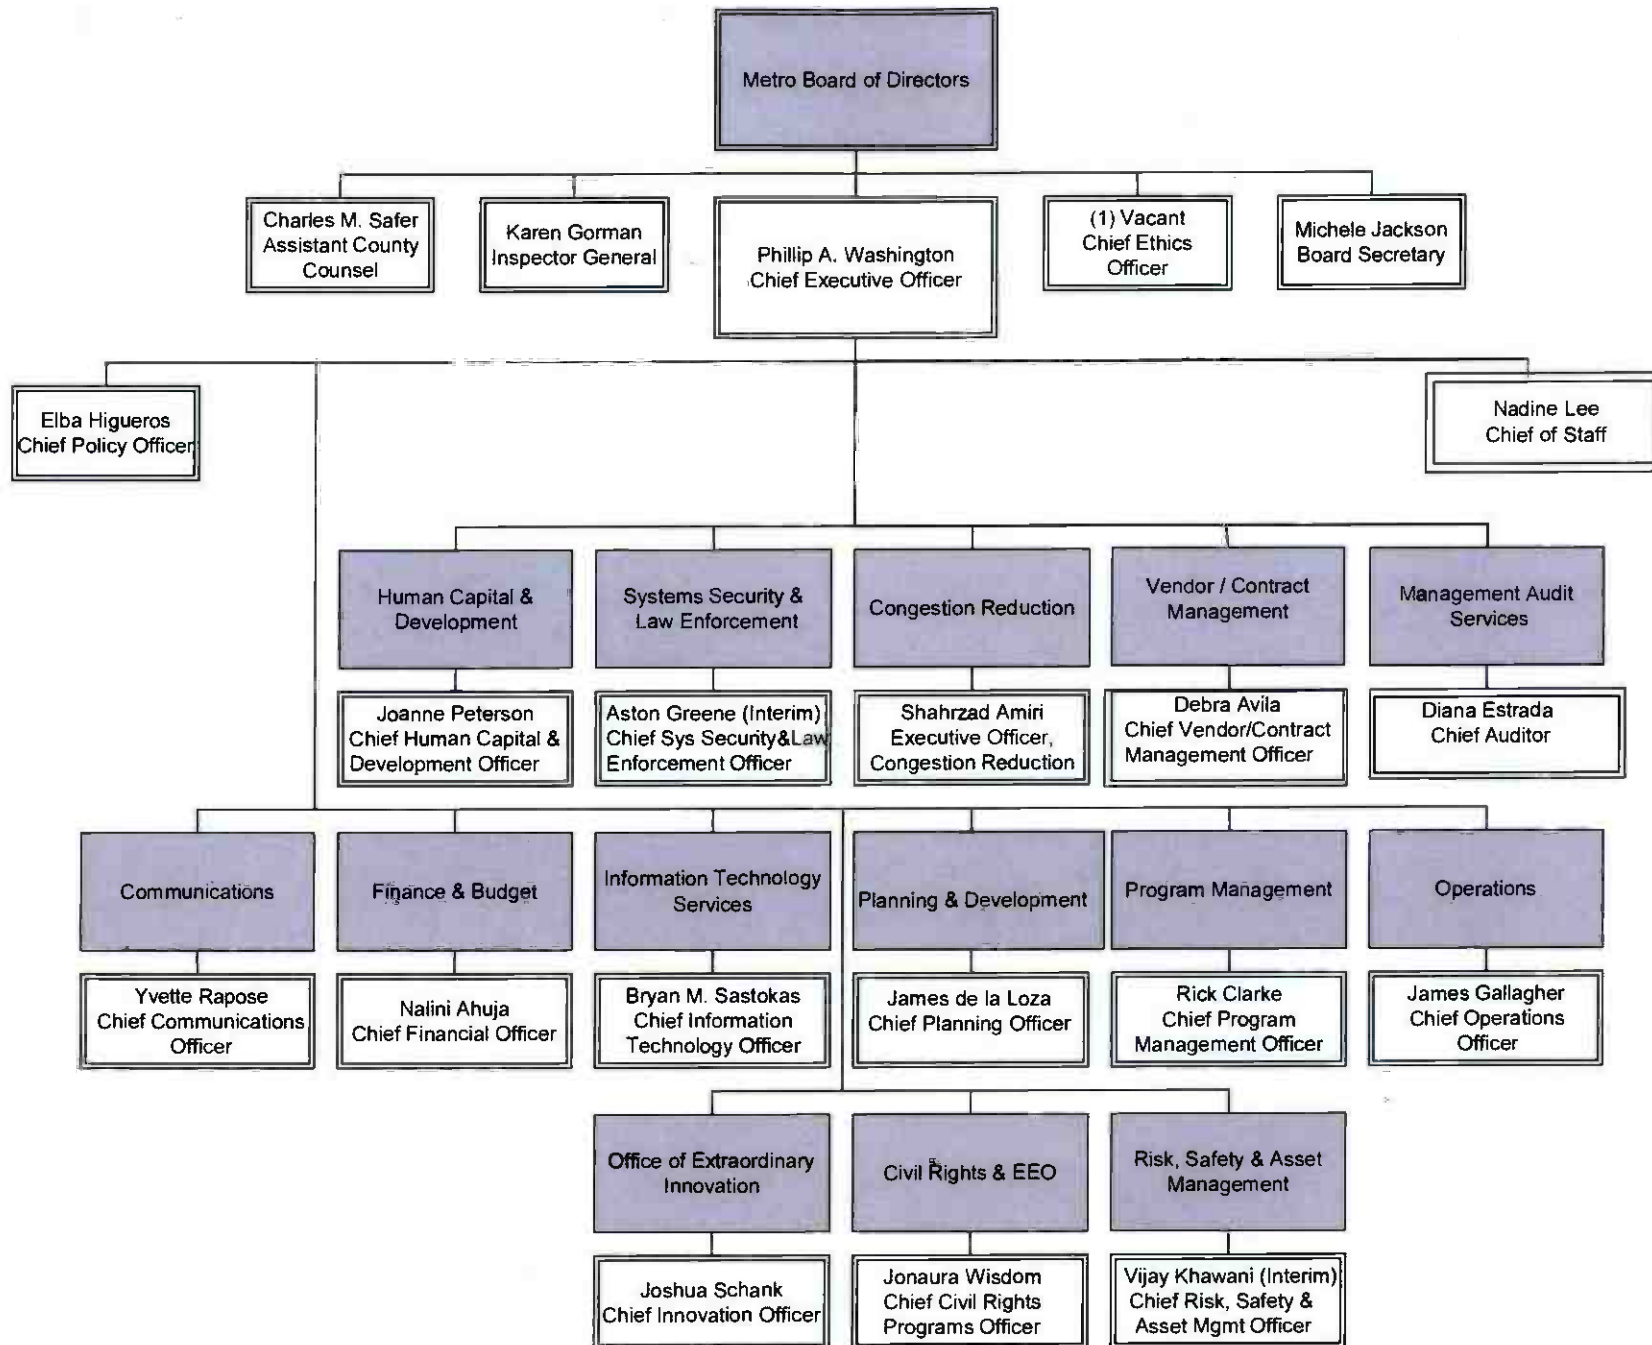 Metro Board of Directors
Charles M. Safer
Assistant County
Counsel
Karen Gorman
Inspector General
Phillip A. Washington
Chief Executive Officer
(1) Vacant
Chief Ethics
Officer
Michele Jackson
Board Secretary
Elba Higueros
Chief Policy Officer
Nadine Lee
Chief of Staff
Human Capital &
Development
Systems Security &
Law Enforcement
Congestion Reduction
Vendor / Contract
Management
Management Audit
Services
Joanne Peterson
Chief Human Capital &
Development Officer
Aston Greene (Interim)
Chief Sys Security&Law
Enforcement Officer
Shahrzad Amiri
Executive Officer,
Congestion Reduction
Debra Avila
Chief Vendor/Contract
Management Officer
Diana Estrada
Chief Auditor
Communications
Finance & Budget
Information Technology
Services
Planning & Development
Program Management
Operations
Yvette Rapose
Chief Communications
Officer
Nalini Ahuja
Chief Financial Officer
Bryan M. Sastokas
Chief Information
Technology Officer
James de la Loza
Chief Planning Officer
Rick Clarke
Chief Program
Management Officer
James Gallagher
Chief Operations
Officer
Office of Extraordinary
Innovation
Civil Rights & EEO
Risk, Safety & Asset
Management
Joshua Schank
Chief Innovation Officer
Jonaura Wisdom
Chief Civil Rights
Programs Officer
Vijay Khawani (Interim)
Chief Risk, Safety &
Asset Mgmt Officer